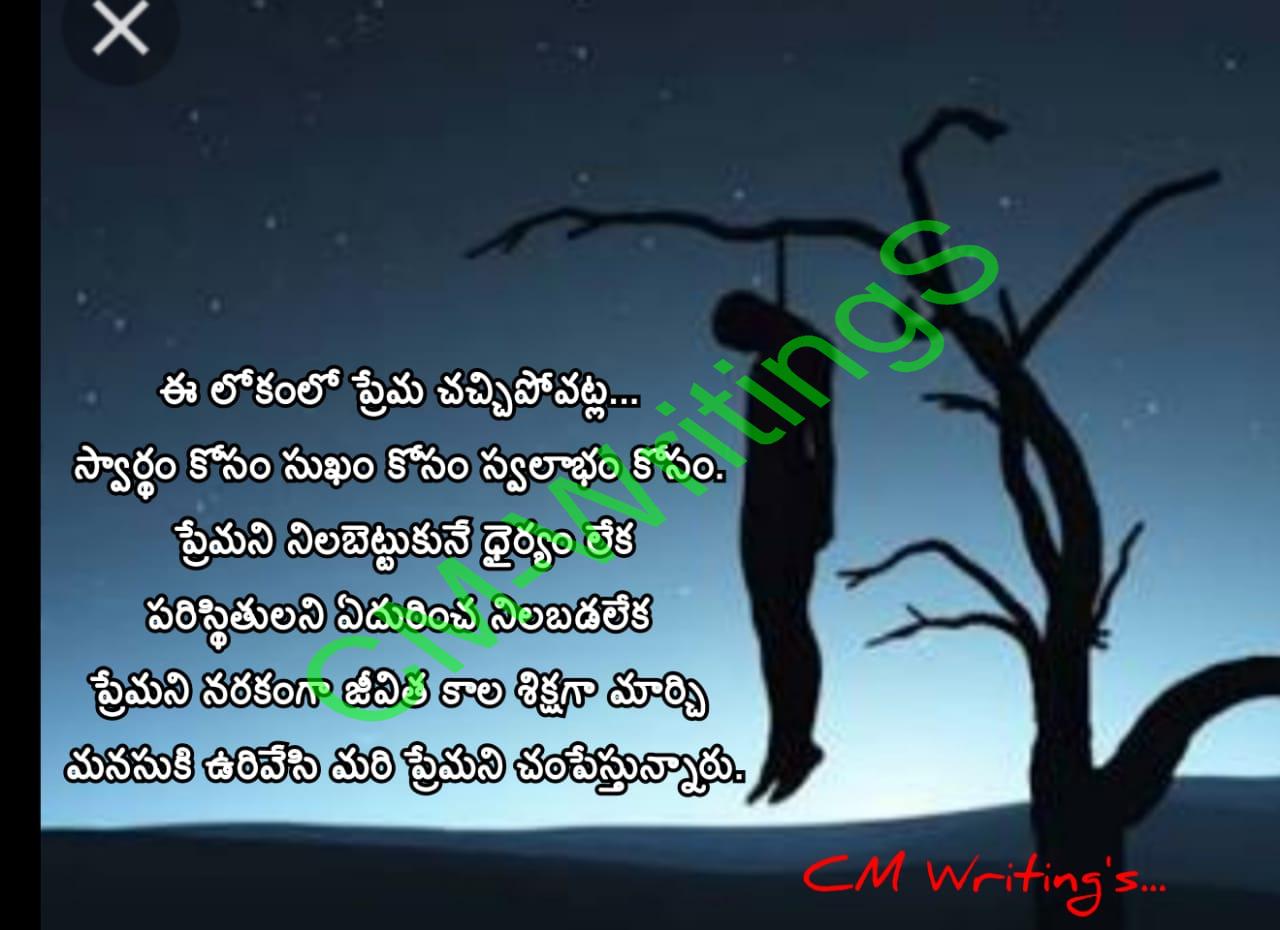 ఈ లోకంలో ప్రేమ చచ్చిపోవట్ల...
స్వార్థం కోసం సుఖం కోసం స్వలాభం కోసం.
ప్రేమని నిలబెట్టుకునే ధైర్యం లేక
పరిస్థితులని ఏదురించ నిలబడలేక
ప్రేమని నరకంగా జీవిత కాల శిక్షగా మార్చి
మనసుకి ఉరివేసి మరి ప్రేమని చంపేస్తున్నారు.
CM-WritingS
CM Writing's...